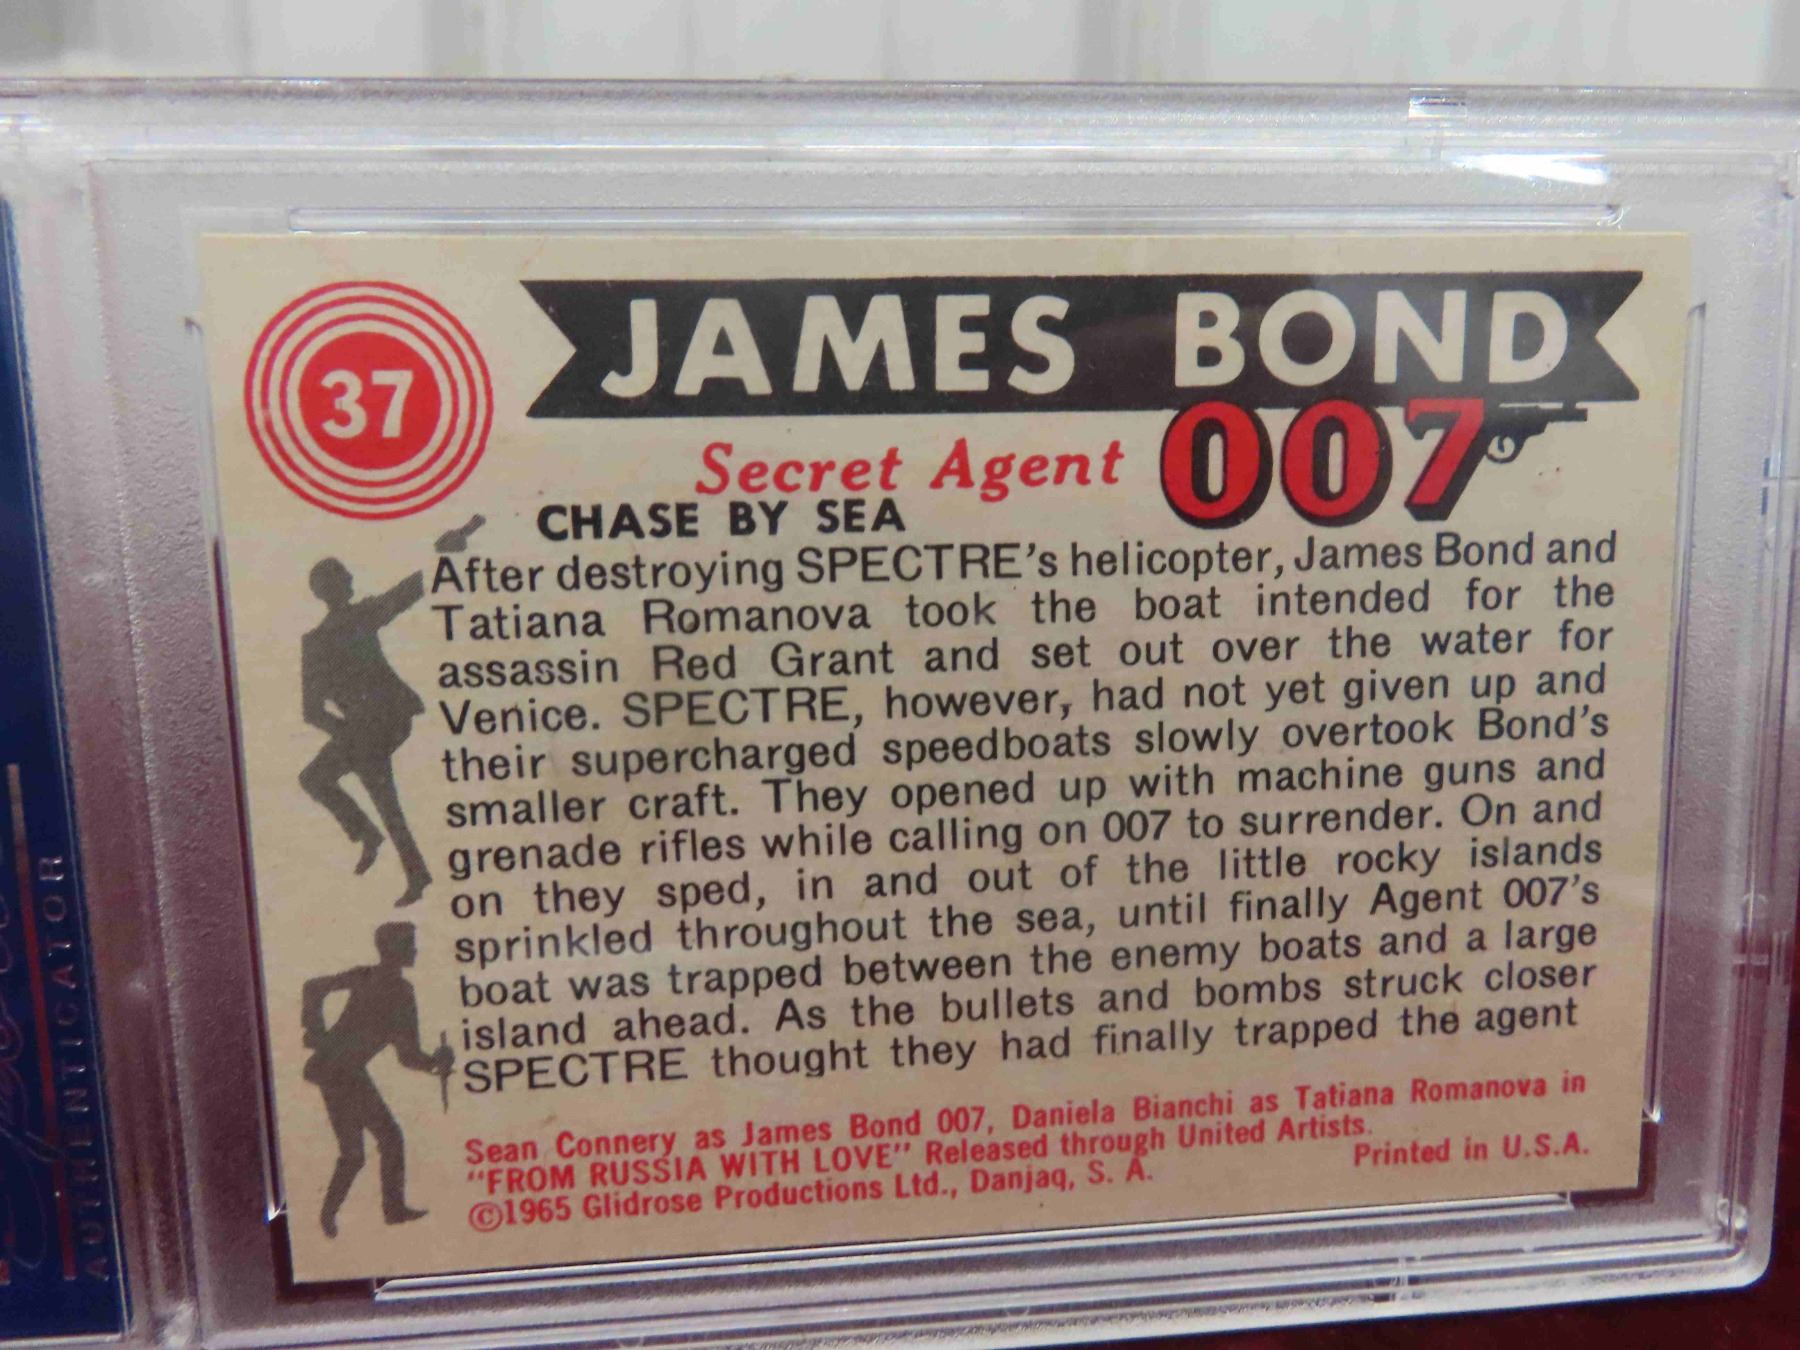 37
JAMES BOND
Secret Agent 007
CHASE BY SEA
After destroying SPECTRE's helicopter, James Bond and
Tatiana Romanova took the boat intended for the
assassin Red Grant and set out over the water for
Venice. SPECTRE, however, had not yet given up and
their supercharged speedboats slowly overtook Bond's
smaller craft. They opened up with machine guns and
grenade rifles while calling on 007 to surrender. On and
on they sped, in and out of the little rocky islands
sprinkled throughout the sea, until finally Agent 007's
boat was trapped between the enemy boats and a large
island ahead. As the bullets and bombs struck closer
SPECTRE thought they had finally trapped the agent
Sean Connery as James Bond 007, Daniela Bianchi as Tatiana Romanova in
"FROM RUSSIA WITH LOVE" Released through United Artists.
©1965 Glidrose Productions Ltd., Danjaq, S. A.
Printed in U.S.A.
AUTHENTICATOR